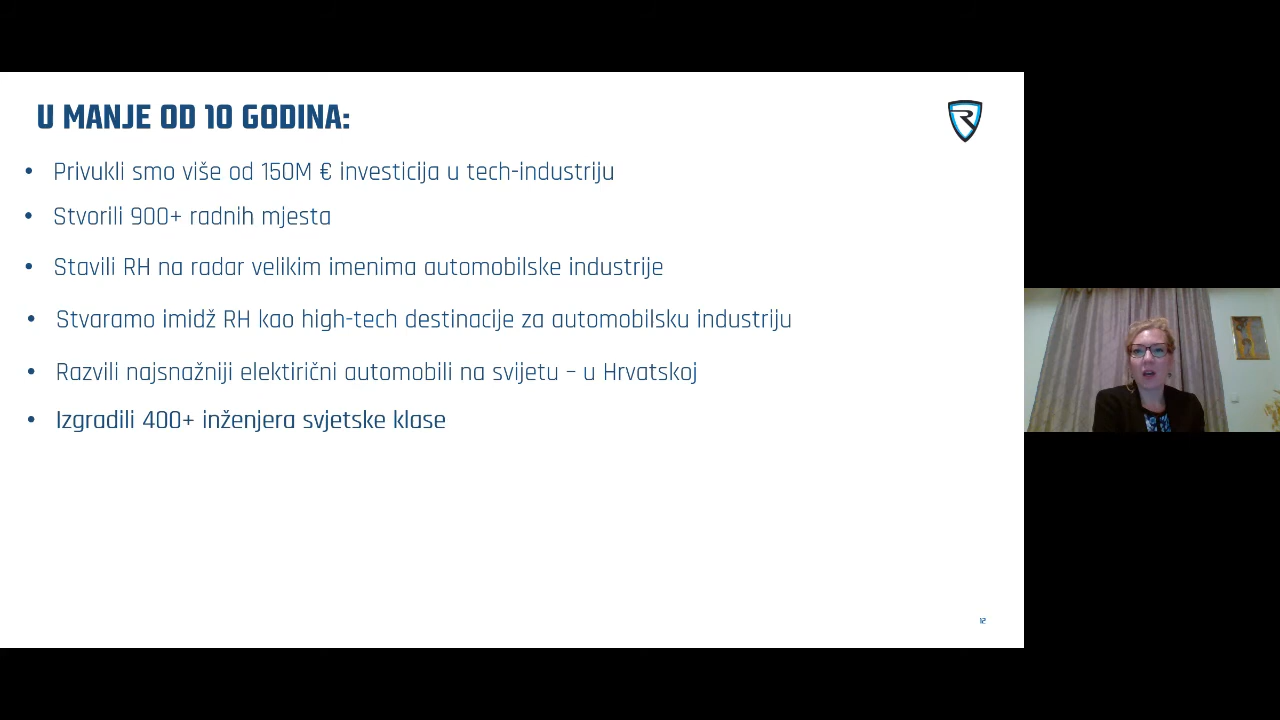 U MANJE OD 10 GODINA:
• Privukli smo više od 150M € investicija u tech-industriju
• Stvorili 900+ radnih mjesta
• Stavili RH na radar velikim imenima automobilske industrije
• Stvaramo imidž RH kao high-tech destinacije za automobilsku industriju
• Razvili najsnažniji elektirični automobili na svijetu – u Hrvatskoj
• Izgradili 400+ inženjera svjetske klase
12